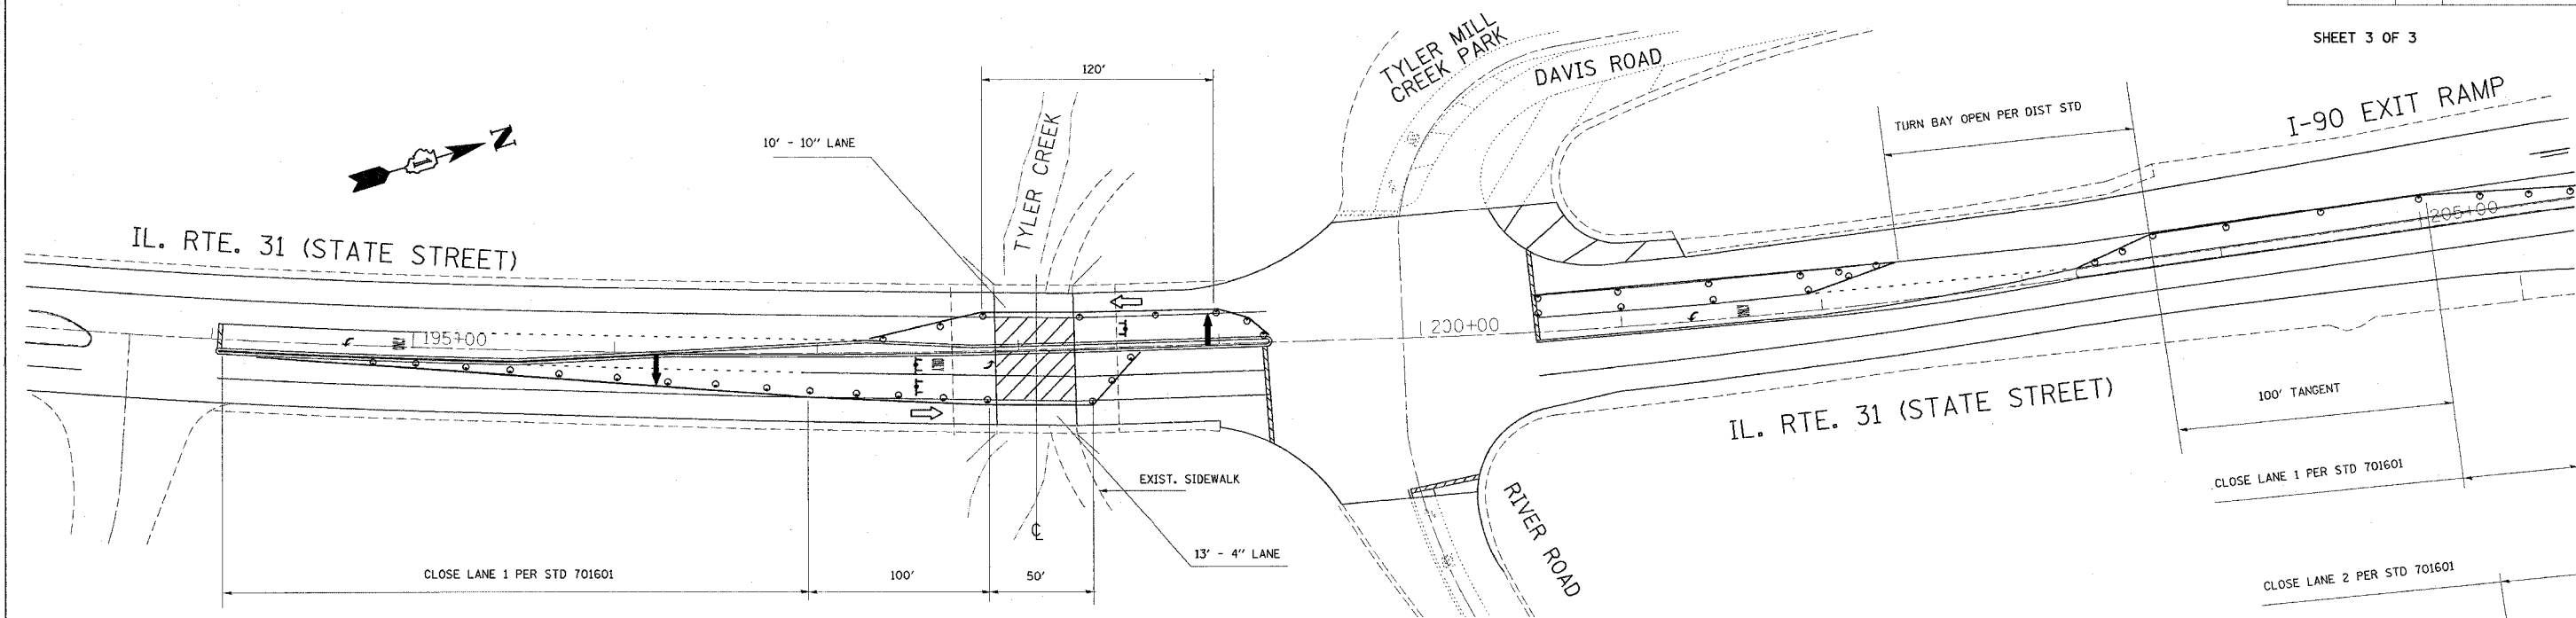 SHEET 3 OF 3
TYLER MILL
CREEK PARK
DAVIS ROAD
120'
TURN BAY OPEN PER DIST STD
I-90 EXIT RAMP
10' - 10" LANE
TYLER CREEK
N
IL. RTE. 31 (STATE STREET)
205+00
195+00
200+00
100' TANGENT
IL. RTE. 31 (STATE STREET)
CLOSE LANE 1 PER STD 701601
EXIST. SIDEWALK
RIVER ROAD
℄
13' - 4" LANE
CLOSE LANE 1 PER STD 701601
100'
50'
CLOSE LANE 2 PER STD 701601